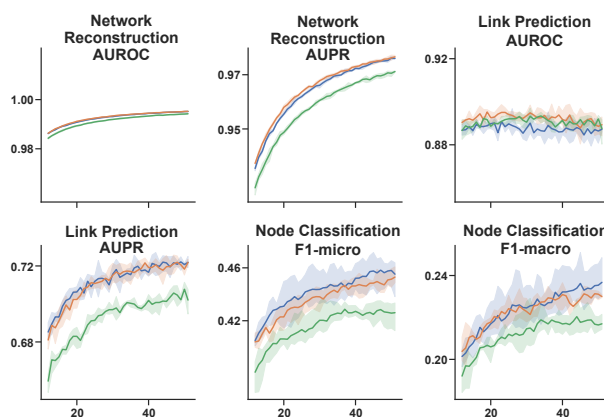 Network
Reconstruction
AUROC
1.00
0.98
Network
Reconstruction
AUPR
0.97
0.95
Link Prediction
AUROC
0.92
0.88
Link Prediction
AUPR
0.72
0.68
20 40
Node Classification
F1-micro
0.46
0.42
20 40
Node Classification
F1-macro
0.24
0.20
20 40